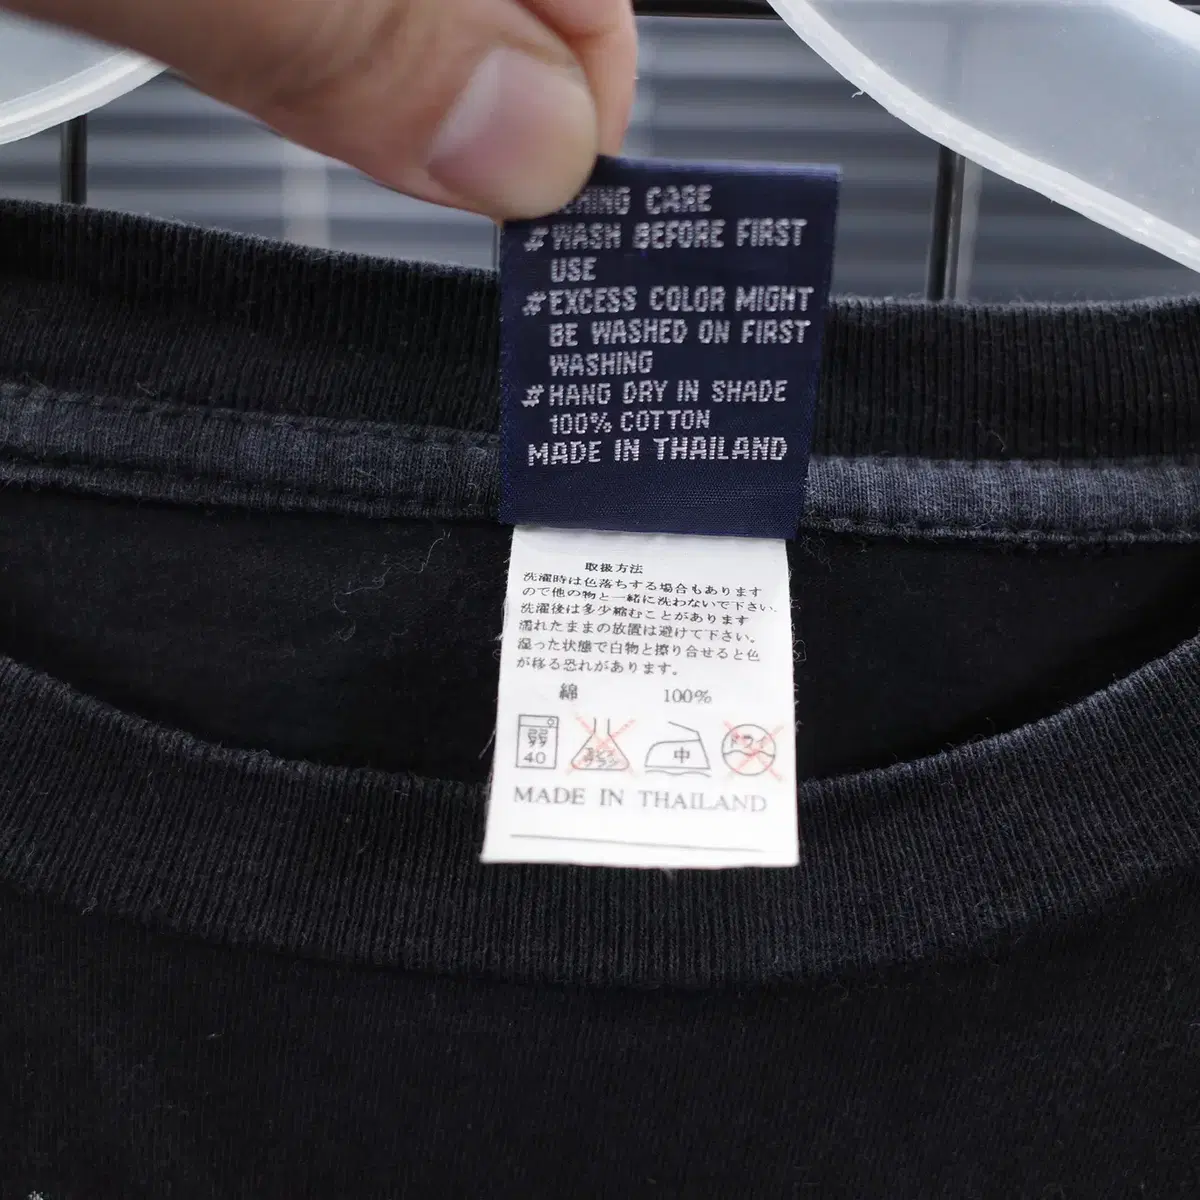 CARE
#WASH BEFORE FIRST
USE
#EXCESS COLOR MIGHT
BE WASHED ON FIRST
WASHING
#HANG DRY IN SHADE
100% COTTON
MADE IN THAILAND
取扱方法
洗濯時は色落ちする場合もあります
ので他の物と一緒に洗わないで下さい.
洗濯後は多少縮むことがあります
濡れたままの放置は避けて下さい。
湿った状態で白物と擦り合せると色
が移る恐れがあります。
綿 100%
40 中 ドライ
MADE IN THAILAND